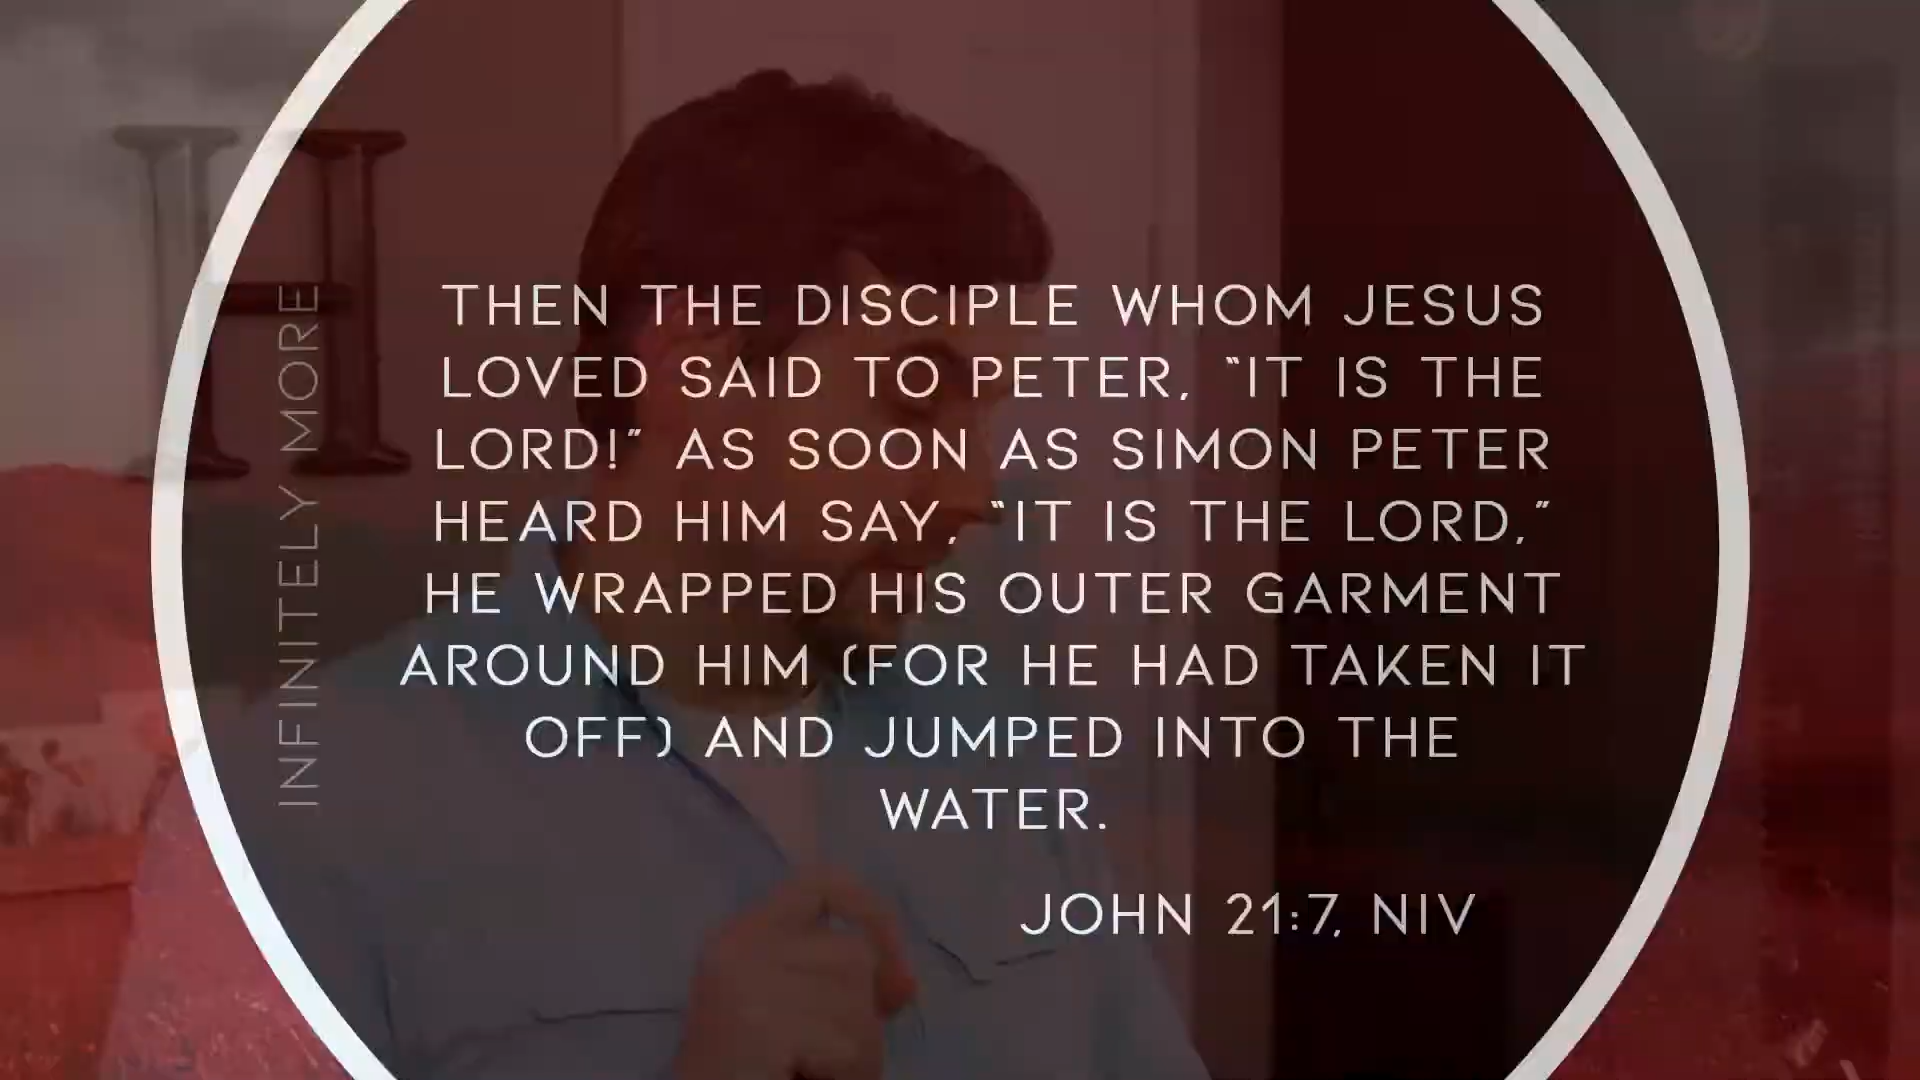 II
INFINITELY MORE
THEN THE DISCIPLE WHOM JESUS
LOVED SAID TO PETER, “IT IS THE
LORD!” AS SOON AS SIMON PETER
HEARD HIM SAY, “IT IS THE LORD,”
HE WRAPPED HIS OUTER GARMENT
AROUND HIM (FOR HE HAD TAKEN IT
OFF) AND JUMPED INTO THE
WATER.
JOHN 21:7, NIV